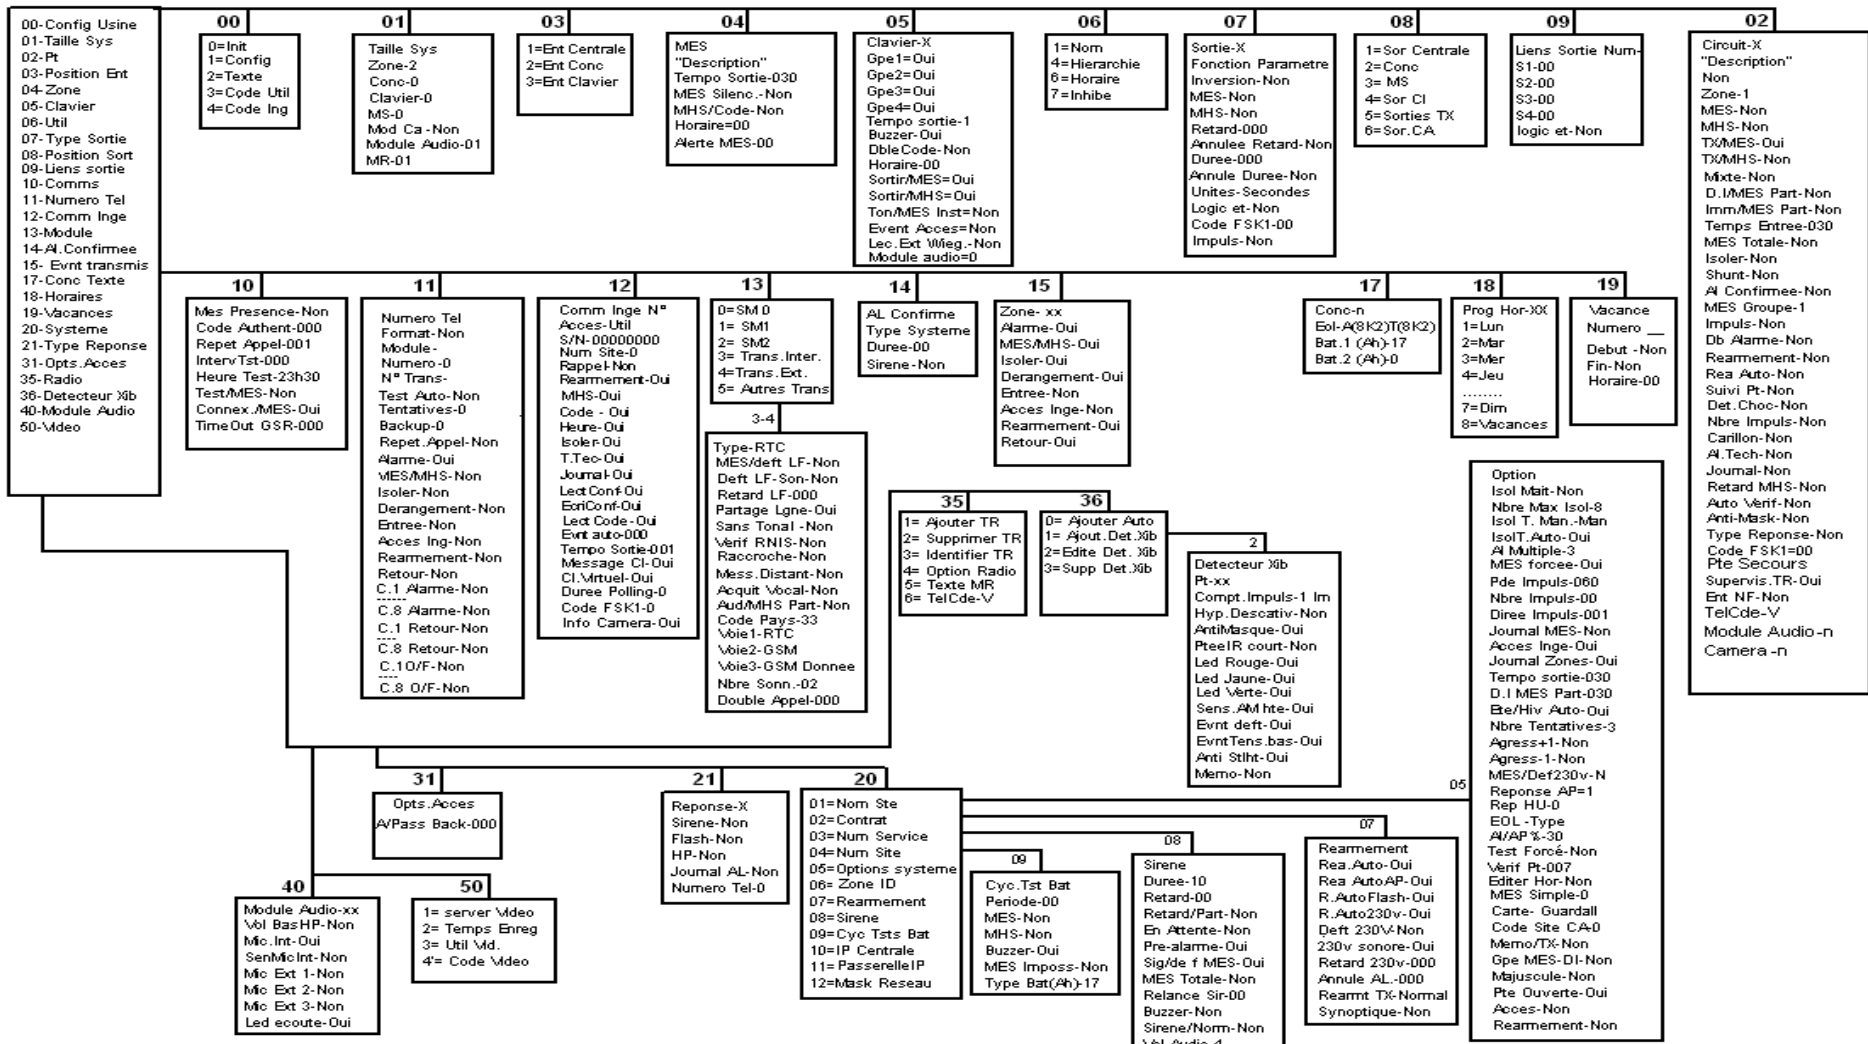 00-Config Usine
01-Taille Sys
02-Pt
03-Position Ent
04-Zone
05-Clavier
06-Util
07-Type Sortie
08-Position Sort
09-Liens sortie
10-Comms
11-Numero Tel
12-Comm Inge
13-Module
14-Al.Confirmee
15- Evnt transmis
17-Conc Texte
18-Horaires
19-Vacances
20-Systeme
21-Type Reponse
31-Opts.Acces
35-Radio
36-Detecteur Xib
40-Module Audio
50-Video
00
0=Init
1=Config
2=Texte
3=Code Util
4=Code Ing
01
Taille Sys
Zone-2
Conc-0
Clavier-0
MS-0
Mod Ca -Non
Module Audio-01
MR-01
03
1=Ent Centrale
2=Ent Conc
3=Ent Clavier
04
MES
"Description"
Tempo Sortie-030
MES Silenc.-Non
MHS/Code-Non
Horaire=00
Alerte MES-00
05
Clavier-X
Gpe1=Oui
Gpe2=Oui
Gpe3=Oui
Gpe4=Oui
Tempo sortie-1
Buzzer-Oui
DbleCode-Non
Horaire-00
Sortir/MES=Oui
Sortir/MHS=Oui
Ton/MES Inst=Non
Event Acces=Non
Lec.Ext Wieg.-Non
Module audio=0
06
1=Nom
4=Hierarchie
6=Horaire
7=Inhibe
07
Sortie-X
Fonction Parametre
Inversion-Non
MES-Non
MHS-Non
Retard-000
Annulee Retard-Non
Duree-000
Annule Duree-Non
Unites-Secondes
Logic et-Non
Code FSK1-00
Impuls-Non
08
1=Sor Centrale
2=Conc
3= MS
4=Sor Cl
5=Sorties TX
6=Sor.CA
09
Liens Sortie Num-
S1-00
S2-00
S3-00
S4-00
logic et-Non
02
Circuit-X
"Description"
Non
Zone-1
MES-Non
MHS-Non
TX/MES-Oui
TX/MHS-Non
Mixte-Non
D.I/MES Part-Non
Imm/MES Part-Non
Temps Entree-030
MES Totale-Non
Isoler-Non
Shunt-Non
Al Confirmee-Non
MES Groupe-1
Impuls-Non
Db Alarme-Non
Rearmement-Non
Rea Auto-Non
Suivi Pt-Non
Det.Choc-Non
Nbre Impuls-Non
Carillon-Non
Al.Tech-Non
Journal-Non
Retard MHS-Non
Auto Verif-Non
Anti-Mask-Non
Type Reponse-Non
Code FSK1=00
Pte Secours
Supervis.TR-Oui
Ent NF-Non
TelCde-V
Module Audio-n
Camera -n
10
Mes Presence-Non
Code Authent-000
Repet Appel-001
IntervTst-000
Heure Test-23h30
Test/MES-Non
Connex./MES-Oui
TimeOut GSR-000
11
Numero Tel
Format-Non
Module-
Numero-0
N° Trans-
Test Auto-Non
Tentatives-0
Backup-0
Repet.Appel-Non
Alarme-Oui
MES/MHS-Non
Isoler-Non
Derangement-Non
Entree-Non
Acces Ing-Non
Rearmement-Non
Retour-Non
C.1 Alarme-Non
------
C.8 Alarme-Non
C.1 Retour-Non
----
C.8 Retour-Non
C.1O/F-Non
----
C.8 O/F-Non
12
Comm Inge N°
Acces-Util
S/N-00000000
Num Site-0
Rappel-Non
Rearmement-Oui
MHS-Oui
Code - Oui
Heure-Oui
Isoler-Oui
T.Tec-Oui
Journal-Oui
LectConf-Oui
EcriConf-Oui
Lect Code-Oui
Evnt auto-000
Tempo Sortie-001
Message Cl-Oui
Cl.Virtuel-Oui
Duree Polling-0
Code FSK1-0
Info Camera-Oui
13
0=SM 0
1= SM1
2= SM2
3= Trans.Inter.
4=Trans.Ext.
5= Autres Trans
3-4
Type-RTC
MES/deft LF-Non
Deft LF-Son-Non
Retard LF-000
Partage Lgne-Oui
Sans Tonal -Non
Verif RNIS-Non
Raccroche-Non
Mess.Distant-Non
Acquit Vocal-Non
Aud/MHS Part-Non
Code Pays-33
Voie1-RTC
Voie2-GSM
Voie3-GSM Donnee
Nbre Sonn.-02
Double Appel-000
14
AL Confirme
Type Systeme
Duree-00
Sirene-Non
15
Zone- xx
Alarme-Oui
MES/MHS-Oui
Isoler-Oui
Derangement-Oui
Entree-Non
Acces Inge-Non
Rearmement-Oui
Retour-Oui
17
Conc-n
Eol-A(8K2)T(8K2)
Bat.1 (Ah)-17
Bat.2 (Ah)-0
18
Prog Hor-XX
1=Lun
2=Mar
3=Mer
4=Jeu
........
7=Dim
8=Vacances
19
Vacance
Numero __
Debut -Non
Fin-Non
Horaire-00
35
1= Ajouter TR
2= Supprimer TR
3= Identifier TR
4= Option Radio
5= Texte MR
6= TelCde-V
36
0= Ajouter Auto
1= Ajout.Det.Xib
2=Edite Det. Xib
3=Supp Det.Xib
2
Detecteur Xib
Pt-xx
Compt.Impuls-1 Im
Hyp.Descativ-Non
AntiMasque-Oui
PteeIR court-Non
Led Rouge-Oui
Led Jaune-Oui
Led Verte-Oui
Sens.AM hte-Oui
Evnt deft-Oui
EvntTens.bas-Oui
Anti Stlht-Oui
Memo-Non
Option
Isol Mait-Non
Nbre Max Isol-8
Isol T. Man.-Man
IsolT.Auto-Oui
Al Multiple-3
MES forcee-Oui
Pde Impuls-060
Nbre Impuls-00
Diree Impuls-001
Journal MES-Non
Acces Inge-Oui
Journal Zones-Oui
Tempo sortie-030
D.I MES Part-030
Ete/Hiv Auto-Oui
Nbre Tentatives-3
Agress+1-Non
Agress-1-Non
MES/Def230v-N
Reponse AP=1
Rep HU-0
EOL -Type
Al/AP %-30
Test Forcé-Non
Verif Pt-007
Editer Hor-Non
MES Simple-0
Carte- Guardall
Code Site CA-0
Memo/TX-Non
Gpe MES-DI-Non
Majuscule-Non
Pte Ouverte-Oui
Acces-Non
Rearmement-Non
31
Opts.Acces
A/Pass Back-000
21
Reponse-X
Sirene-Non
Flash-Non
HP-Non
Journal AL-Non
Numero Tel-0
20
01=Nom Ste
02=Contrat
03=Num Service
04=Num Site
05=Options systeme
06= Zone ID
07=Rearmement
08=Sirene
09=Cyc Tsts Bat
10=IP Centrale
11=PasserelleIP
12=Mask Reseau
05
07
08
09
Cyc.Tst Bat
Periode-00
MES-Non
MHS-Non
Buzzer-Oui
MES Imposs-Non
Type Bat(Ah)-17
Sirene
Duree-10
Retard-00
Retard/Part-Non
En Attente-Non
Pre-alarme-Oui
Sig/de f MES-Oui
MES Totale-Non
Relance Sir-00
Buzzer-Non
Sirene/Norm-Non
Vol Audio-4
Rearmement
Rea.Auto-Oui
Rea AutoAP-Oui
R.AutoFlash-Oui
R.Auto230v-Oui
Deft 230V-Non
230v sonore-Oui
Retard 230v-000
Annule AL.-000
Rearmt TX-Normal
Synoptique-Non
40
Module Audio-xx
Vol BasHP-Non
Mic.Int-Oui
SenMicInt-Non
Mic Ext 1-Non
Mic Ext 2-Non
Mic Ext 3-Non
Led ecoute-Oui
50
1= server Video
2= Temps Enreg
3= Util Vid.
4'= Code Video